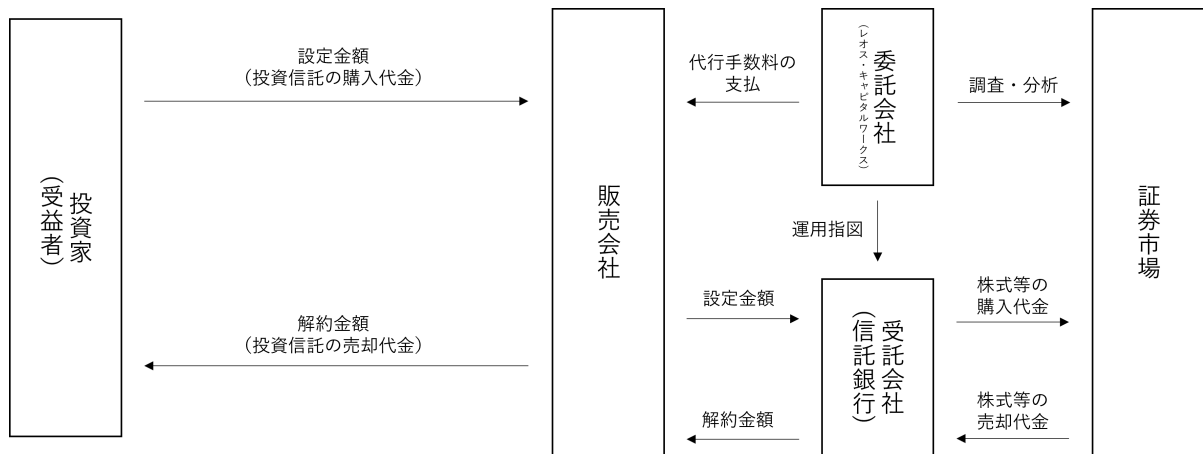 投資家
(受益者)
設定金額
（投資信託の購入代金）
解約金額
（投資信託の売却代金）
販売会社
代行手数料の
支払
委託会社
(レオス・キャピタルワークス)
調査・分析
運用指図
設定金額
解約金額
受託会社
(信託銀行)
株式等の
購入代金
株式等の
売却代金
証券市場